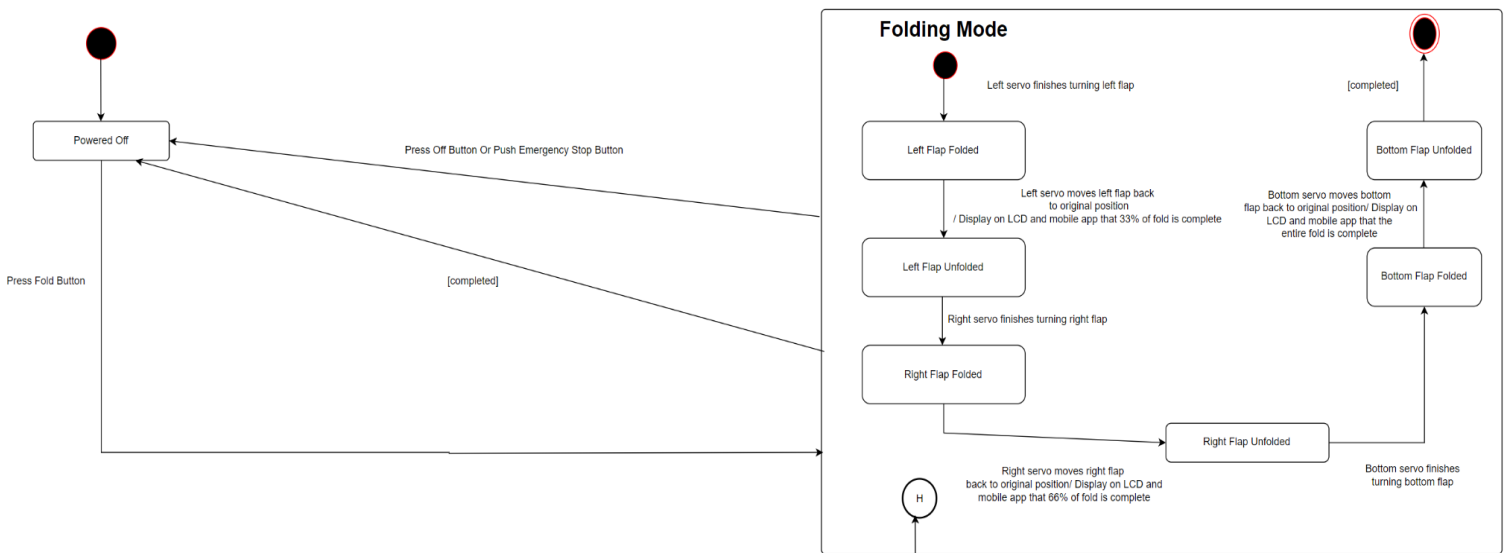 Folding Mode
Left servo finishes turning left flap
[completed]
Powered Off
Press Off Button Or Push Emergency Stop Button
Left Flap Folded
Bottom Flap Unfolded
Left servo moves left flap back
to original position
/ Display on LCD and mobile app that 33% of fold is complete
Bottom servo moves bottom
flap back to original position/ Display on
LCD and mobile app that the
entire fold is complete
Press Fold Button
[completed]
Left Flap Unfolded
Bottom Flap Folded
Right servo finishes turning right flap
Right Flap Folded
Right Flap Unfolded
Right servo moves right flap
back to original position/ Display on LCD and
mobile app that 66% of fold is complete
Bottom servo finishes
turning bottom flap
H